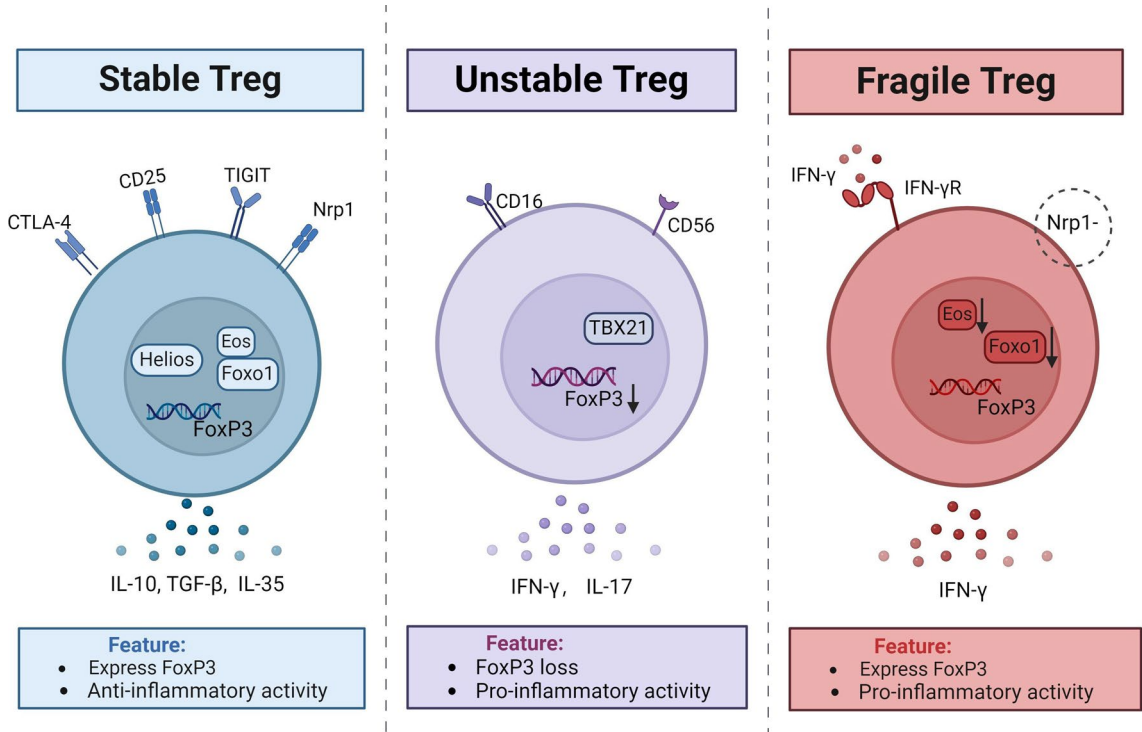 Stable Treg
CTLA-4
CD25
TIGIT
Nrp1
Helios
Eos
Foxo1
FoxP3
IL-10, TGF-β, IL-35
Feature:
• Express FoxP3
• Anti-inflammatory activity
Unstable Treg
CD16
CD56
TBX21
FoxP3
IFN-γ, IL-17
Feature:
• FoxP3 loss
• Pro-inflammatory activity
Fragile Treg
IFN-γ
IFN-γR
Nrp1-
Eos
Foxo1
FoxP3
IFN-γ
Feature:
• Express FoxP3
• Pro-inflammatory activity